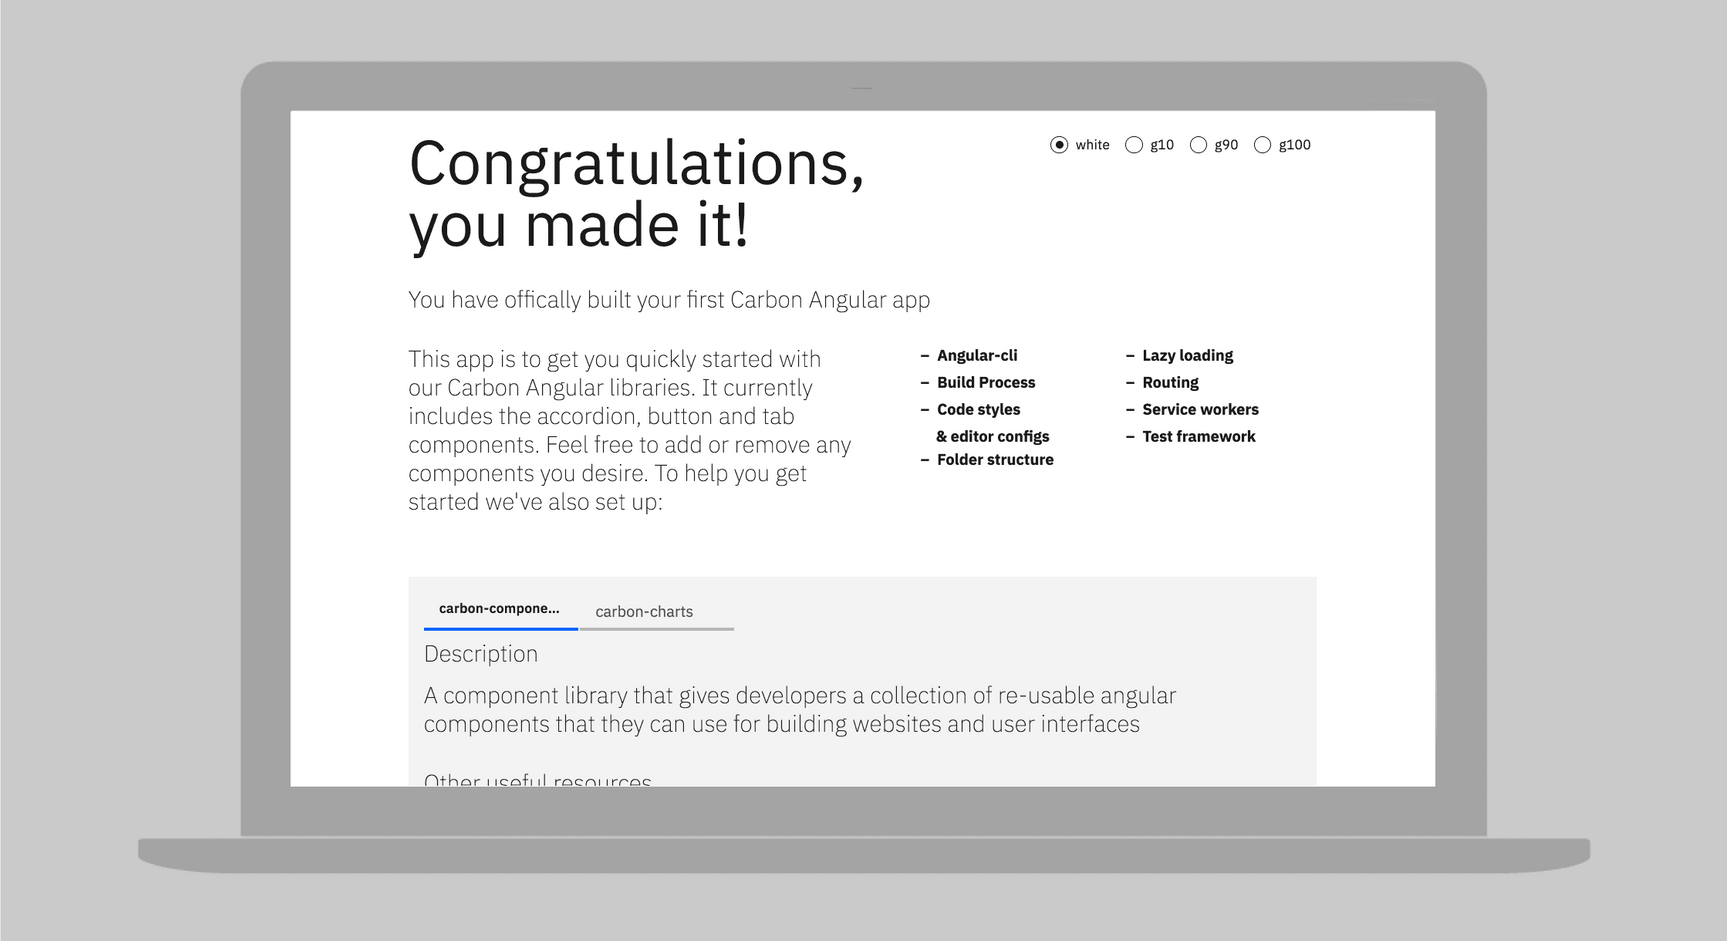 Congratulations,
you made it!
white g10 g90 g100
You have offically built your first Carbon Angular app
This app is to get you quickly started with
our Carbon Angular libraries. It currently
includes the accordion, button and tab
components. Feel free to add or remove any
components you desire. To help you get
started we've also set up:
– Angular-cli
– Build Process
– Code styles
& editor configs
– Folder structure
– Lazy loading
– Routing
– Service workers
– Test framework
carbon-compone...
carbon-charts
Description
A component library that gives developers a collection of re-usable angular
components that they can use for building websites and user interfaces
Other useful resources